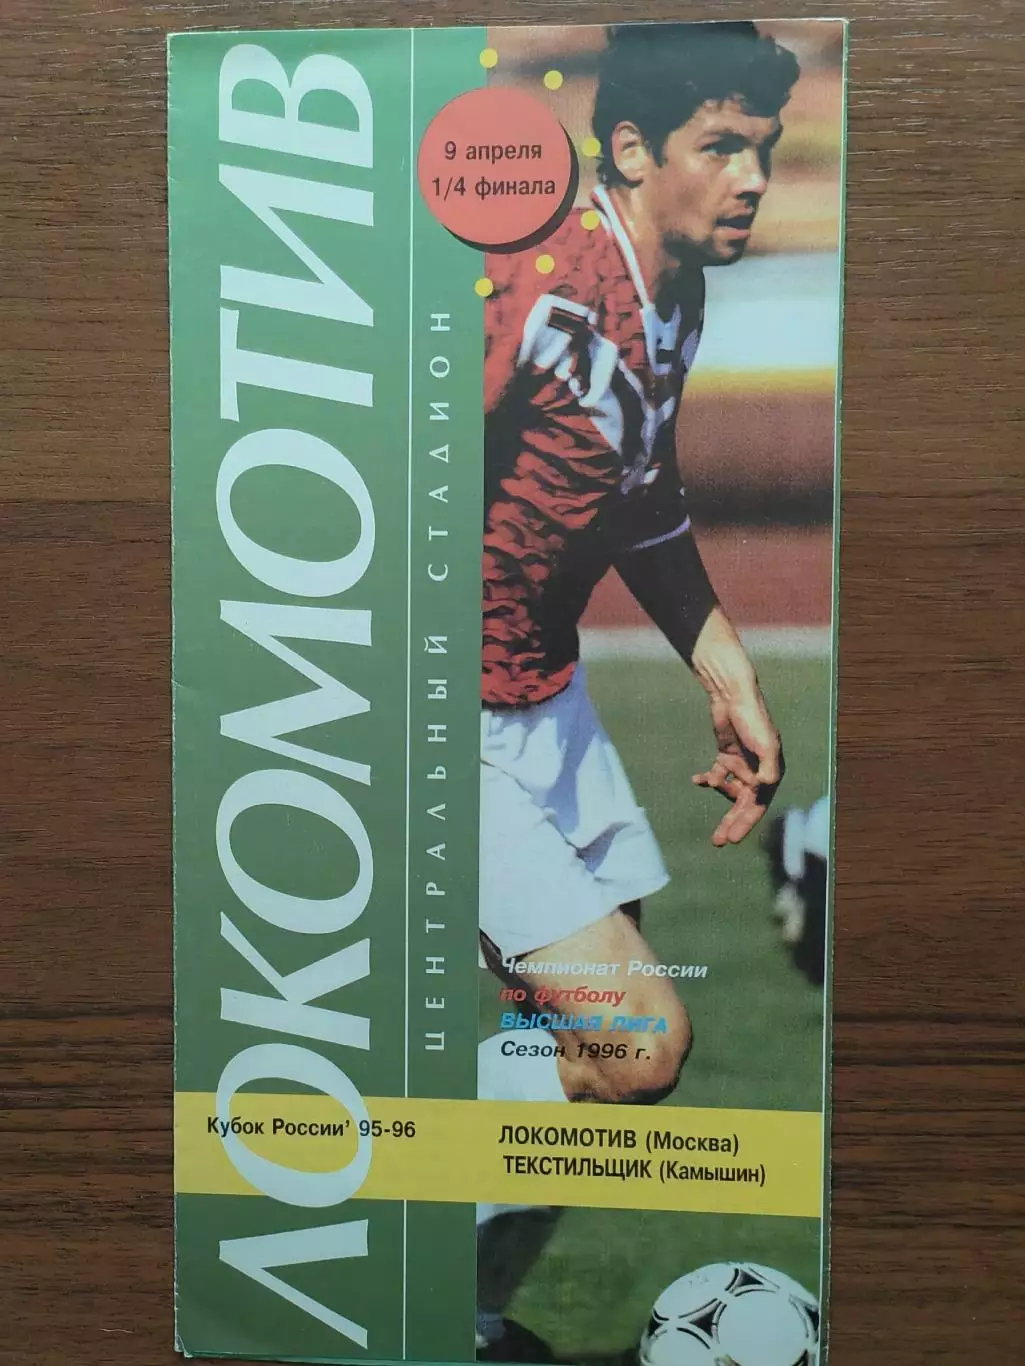 ЛОКОМОТИВ
ЦЕНТРАЛЬНЫЙ СТАДИОН
9 апреля
1/4 финала
Чемпионат России
по футболу
ВЫСШАЯ ЛИГА
Сезон 1996 г.
Кубок России' 95-96
ЛОКОМОТИВ (Москва)
ТЕКСТИЛЬЩИК (Камышин)